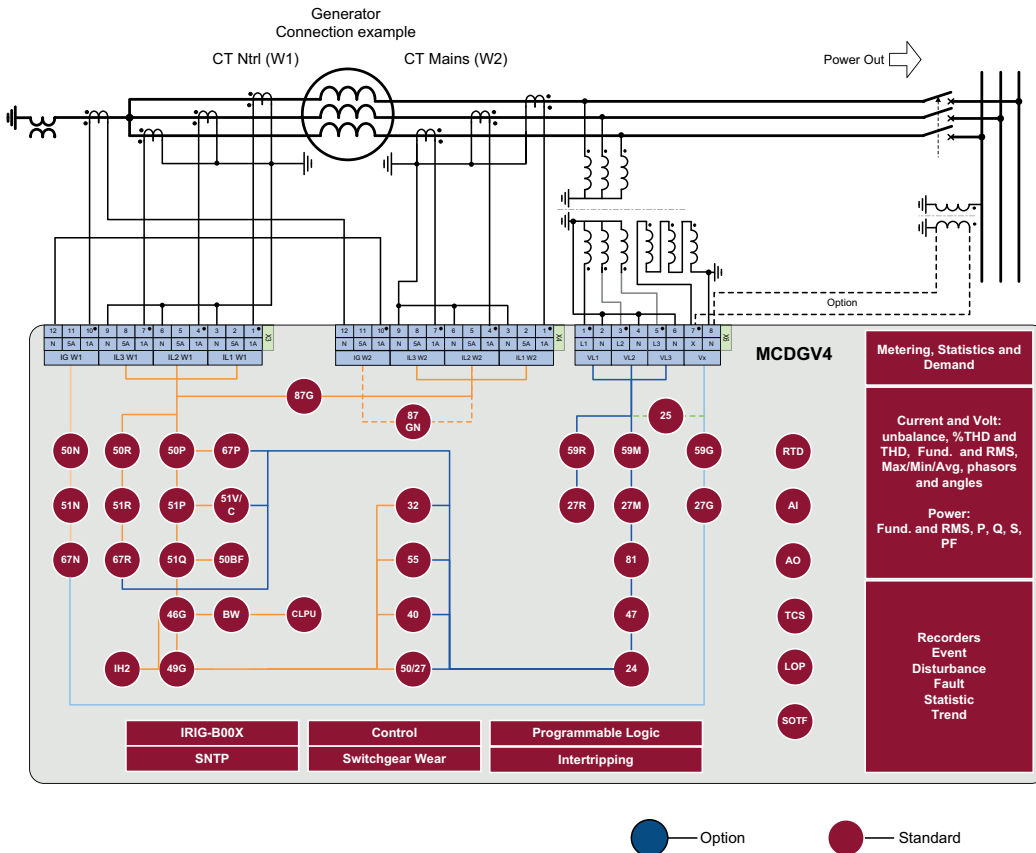 Generator
Connection example
CT Ntrl (W1)
CT Mains (W2)
Power Out
Option
12 11 10 9 8 7 6 5 4 3 2 1
N 5A 1A N 5A 1A N 5A 1A N 5A 1A
IG W1 IL3 W1 IL2 W1 IL1 W1
X3
12 11 10 9 8 7 6 5 4 3 2 1
N 5A 1A N 5A 1A N 5A 1A N 5A 1A
IG W2 IL3 W2 IL2 W2 IL1 W2
X4
1 2 3 4 5 6 7 8
L1 N L2 N L3 N X N
VL1 VL2 VL3 Vx
X6
MCDGV4
Metering, Statistics and
Demand
87G
87
GN
25
50N 50R 50P 67P 59R 59M 59G RTD
Current and Volt:
unbalance, %THD and
THD, Fund. and RMS,
Max/Min/Avg, phasors
and angles
51N 51R 51P 51V/
C
32 27R 27M 27G AI
Power:
Fund. and RMS, P, Q, S,
PF
67N 67R 51Q 50BF 55 81 AO
46G BW CLPU 40 47 TCS
IH2 49G 50/27 24 LOP
SOTF
Recorders
Event
Disturbance
Fault
Statistic
Trend
IRIG-B00X Control Programmable Logic
SNTP Switchgear Wear Intertripping
Option Standard